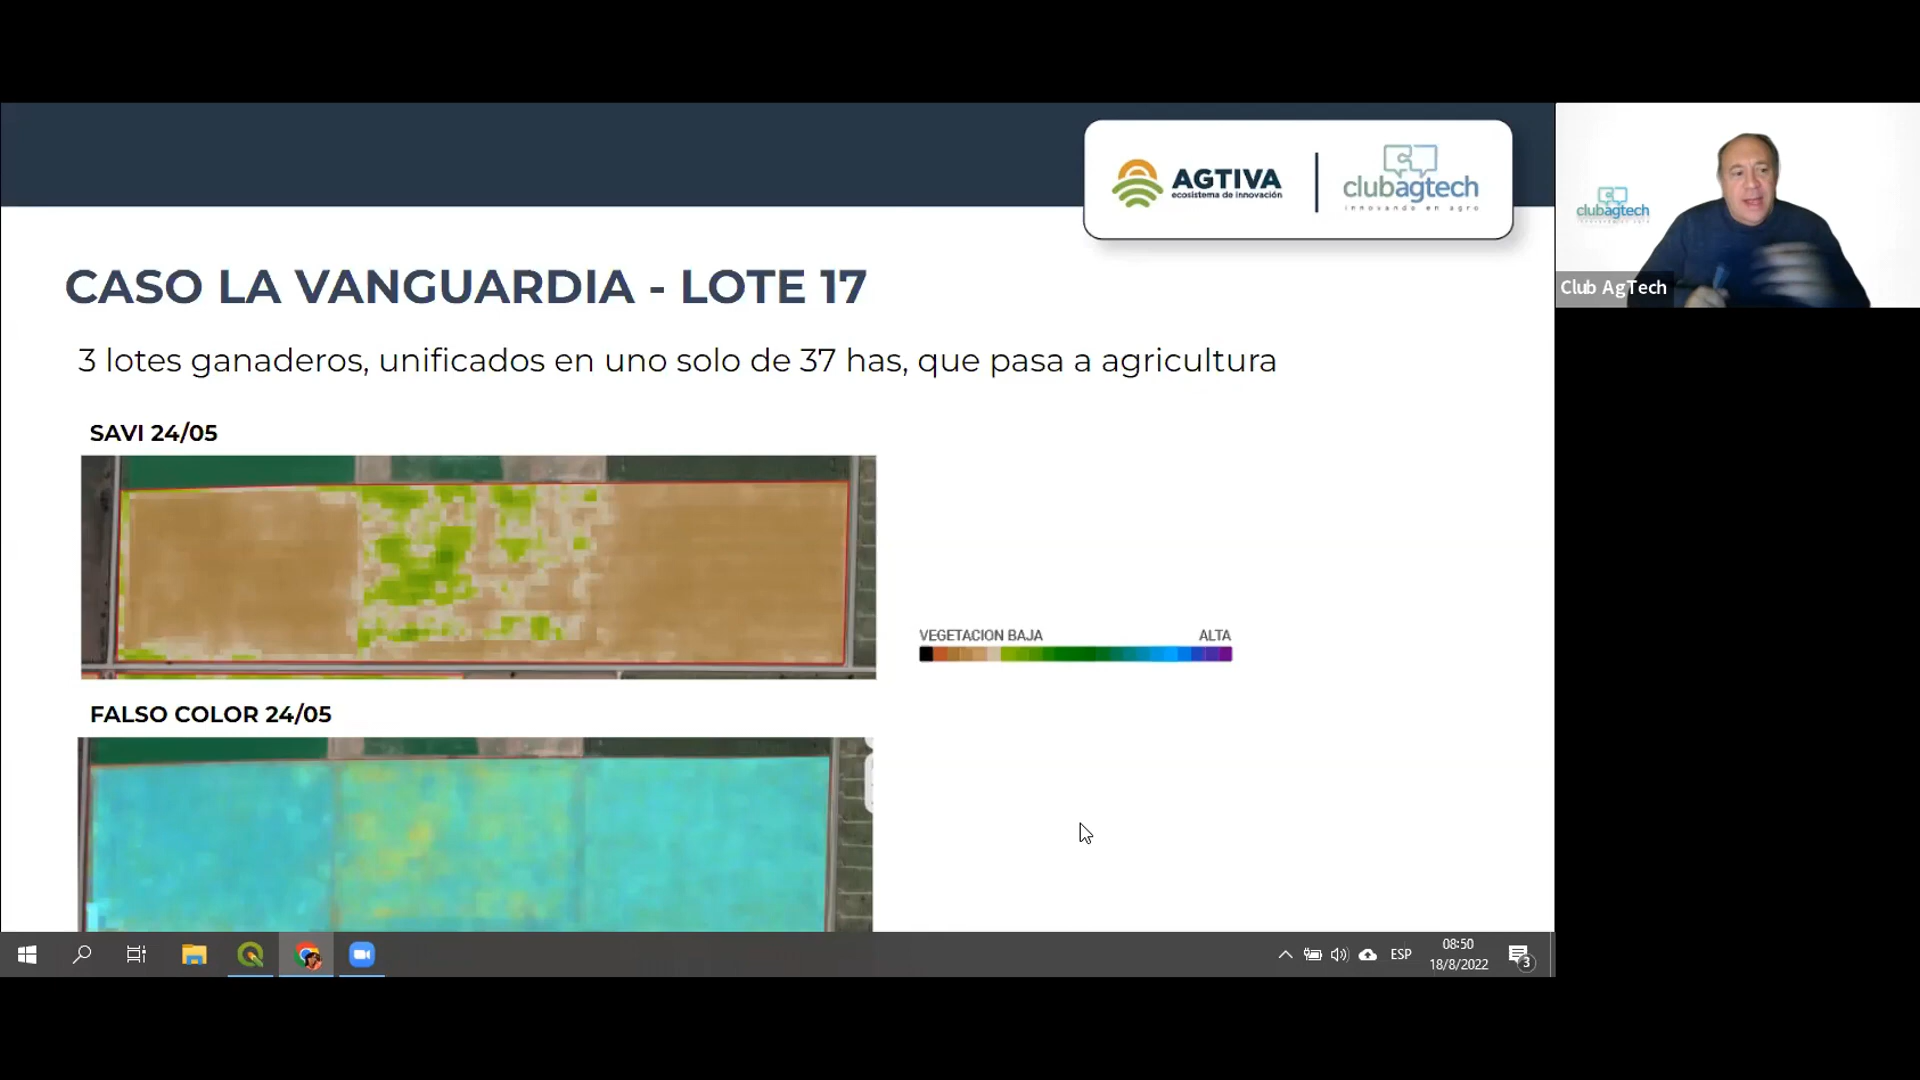 AGTIVA
ecosistema de innovación
clubagtech
innovando en agro
clubagtech
Club AgTech
CASO LA VANGUARDIA - LOTE 17
3 lotes ganaderos, unificados en uno solo de 37 has, que pasa a agricultura
SAVI 24/05
VEGETACION BAJA
ALTA
FALSO COLOR 24/05
ESP
08:50
18/8/2022
3